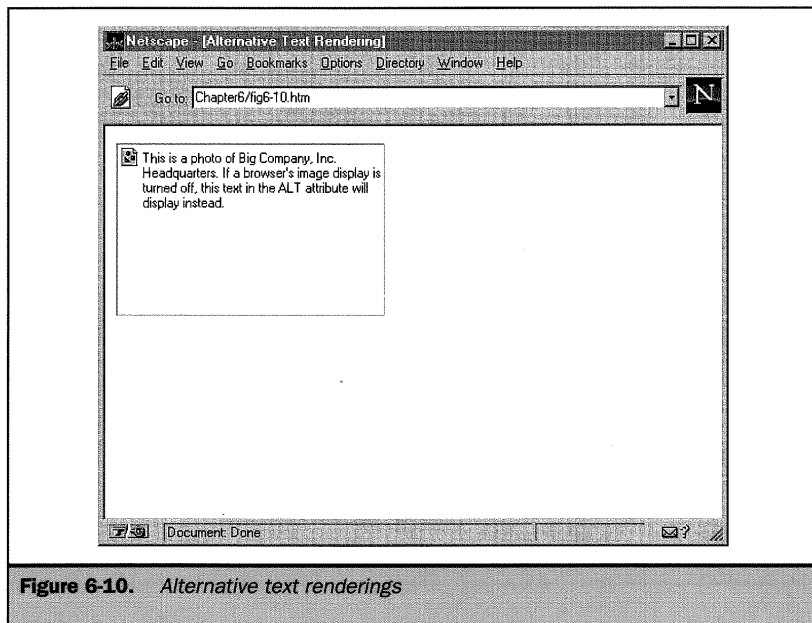 Netscape - [Alternative Text Rendering]
File Edit View Go Bookmarks Options Directory Window Help
Go to: Chapter6/fig6-10.htm
N
This is a photo of Big Company, Inc.
Headquarters. If a browser's image display is
turned off, this text in the ALT attribute will
display instead.
Document: Done
?
Figure 6-10. Alternative text renderings